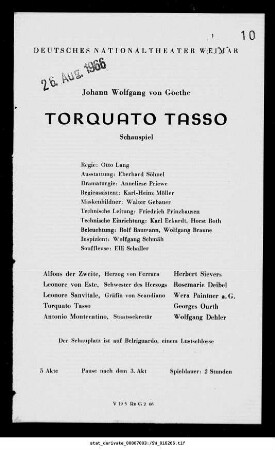 1
10
DEUTSCHES NATIONALTHEATER WEIMAR
26. Aug. 1966
Johann Wolfgang von Goethe
TORQUATO TASSO
Schauspiel
Regie: Otto Lang
Ausstattung: Eberhard Söhnel
Dramaturgie: Anneliese Priewe
Regieassistent: Karl-Heinz Müller
Maskenbildner: Walter Gebauer
Technische Leitung: Friedrich Prinzhausen
Technische Einrichtung: Karl Eckardt, Horst Both
Beleuchtung: Rolf Baumann, Wolfgang Braune
Inspizient: Wolfgang Schmäh
Souffleuse: Elli Schaller
Alfons der Zweite, Herzog von Ferrara Herbert Sievers
Leonore von Este, Schwester des Herzogs Rosemarie Deibel
Leonore Sanvitale, Gräfin von Scandiano Wera Paintner a. G.
Torquato Tasso Georges Ourth
Antonio Montecatino, Staatssekretär Wolfgang Dehler
Der Schauplatz ist auf Belriguardo, einem Lustschlosse
5 Akte Pause nach dem 3. Akt Spieldauer: 2 Stunden